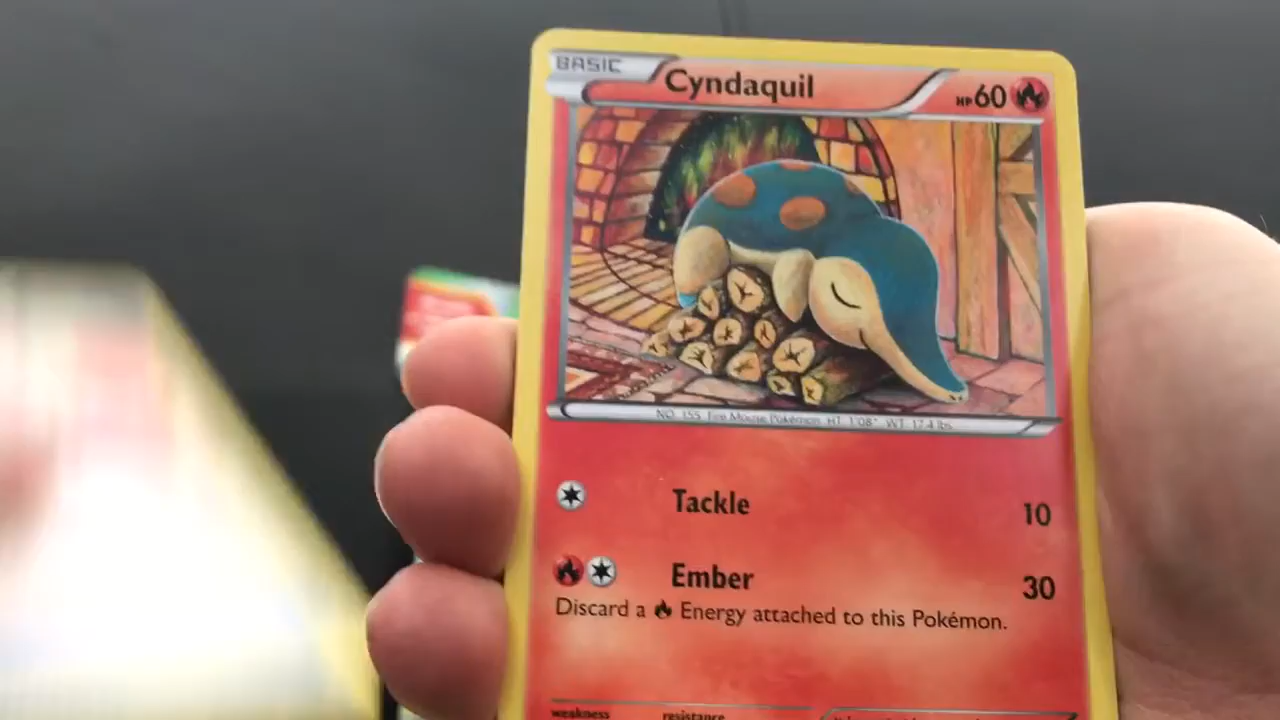 BASIC Cyndaquil HP60
NO. 155 Fire Mouse Pokémon HT: 1'08" WT: 17.4 lbs.
Tackle 10
Ember 30
Discard a Energy attached to this Pokémon.
weakness resistance